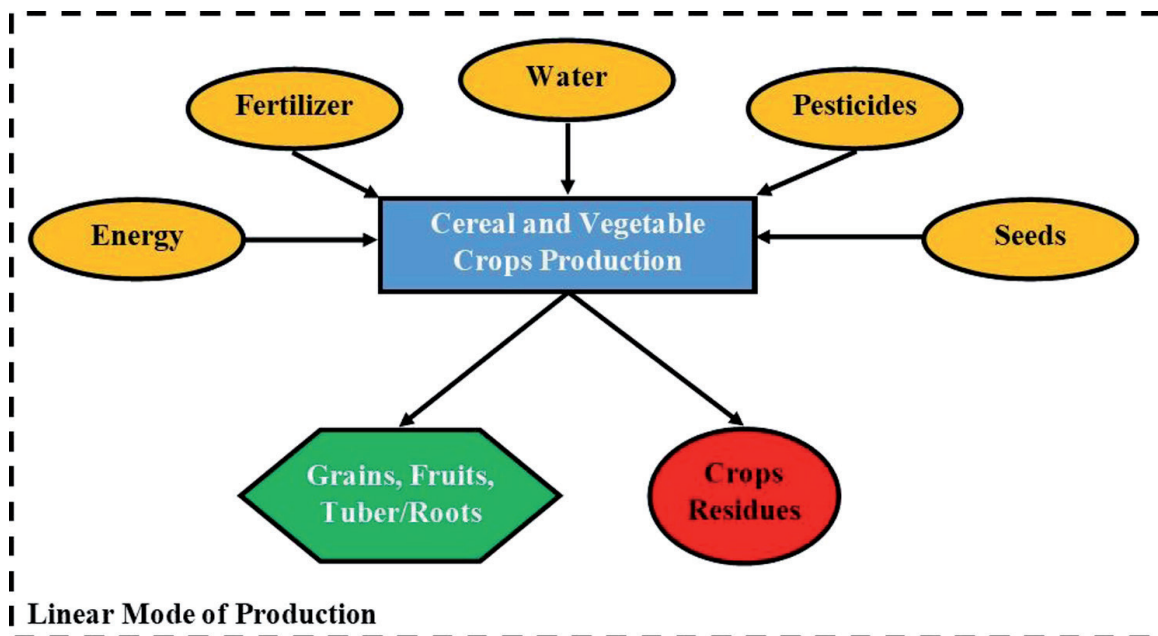 Water
Fertilizer
Pesticides
Energy
Cereal and Vegetable
Crops Production
Seeds
Grains, Fruits,
Tuber/Roots
Crops
Residues
Linear Mode of Production